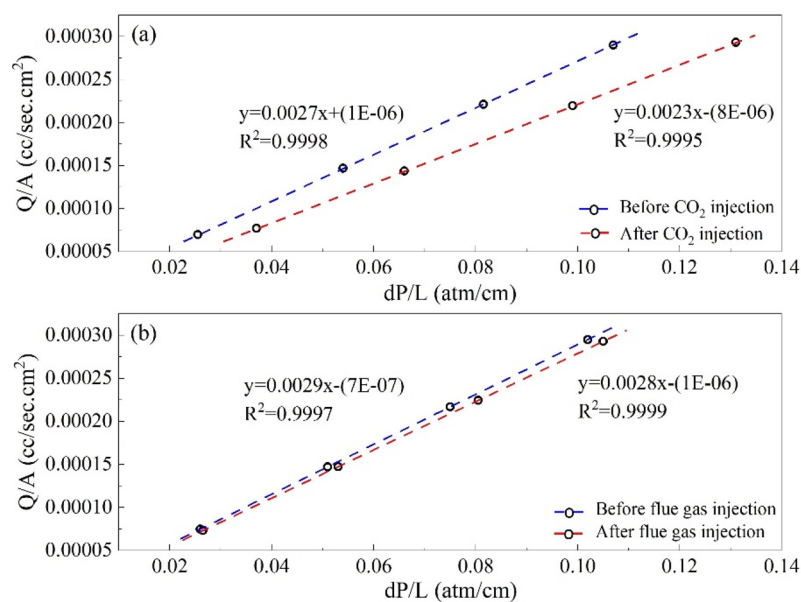 (a)
0.00030
0.00025
0.00020
0.00015
0.00010
0.00005
Q/A (cc/sec.cm²)
y=0.0027x+(1E-06)
R²=0.9998
y=0.0023x-(8E-06)
R²=0.9995
Before CO₂ injection
After CO₂ injection
0.02 0.04 0.06 0.08 0.10 0.12 0.14
dP/L (atm/cm)
(b)
0.00030
0.00025
0.00020
0.00015
0.00010
0.00005
Q/A (cc/sec.cm²)
y=0.0029x-(7E-07)
R²=0.9997
y=0.0028x-(1E-06)
R²=0.9999
Before flue gas injection
After flue gas injection
0.02 0.04 0.06 0.08 0.10 0.12 0.14
dP/L (atm/cm)